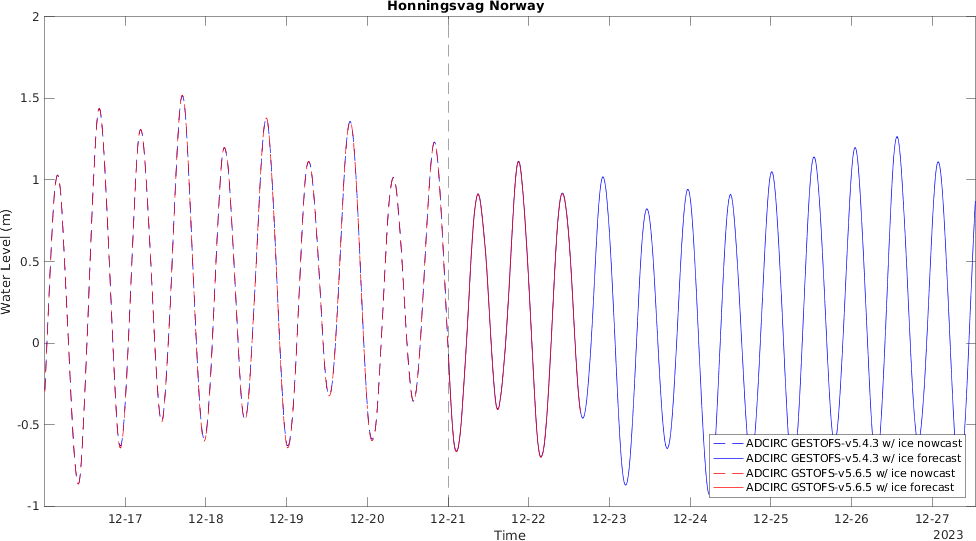 Honningsvag Norway
2
1.5
1
0.5
0
-0.5
-1
Water Level (m)
ADCIRC GESTOFS-v5.4.3 w/ ice nowcast
ADCIRC GESTOFS-v5.4.3 w/ ice forecast
ADCIRC GSTOFS-v5.6.5 w/ ice nowcast
ADCIRC GSTOFS-v5.6.5 w/ ice forecast
12-17 12-18 12-19 12-20 12-21 12-22 12-23 12-24 12-25 12-26 12-27
Time
2023